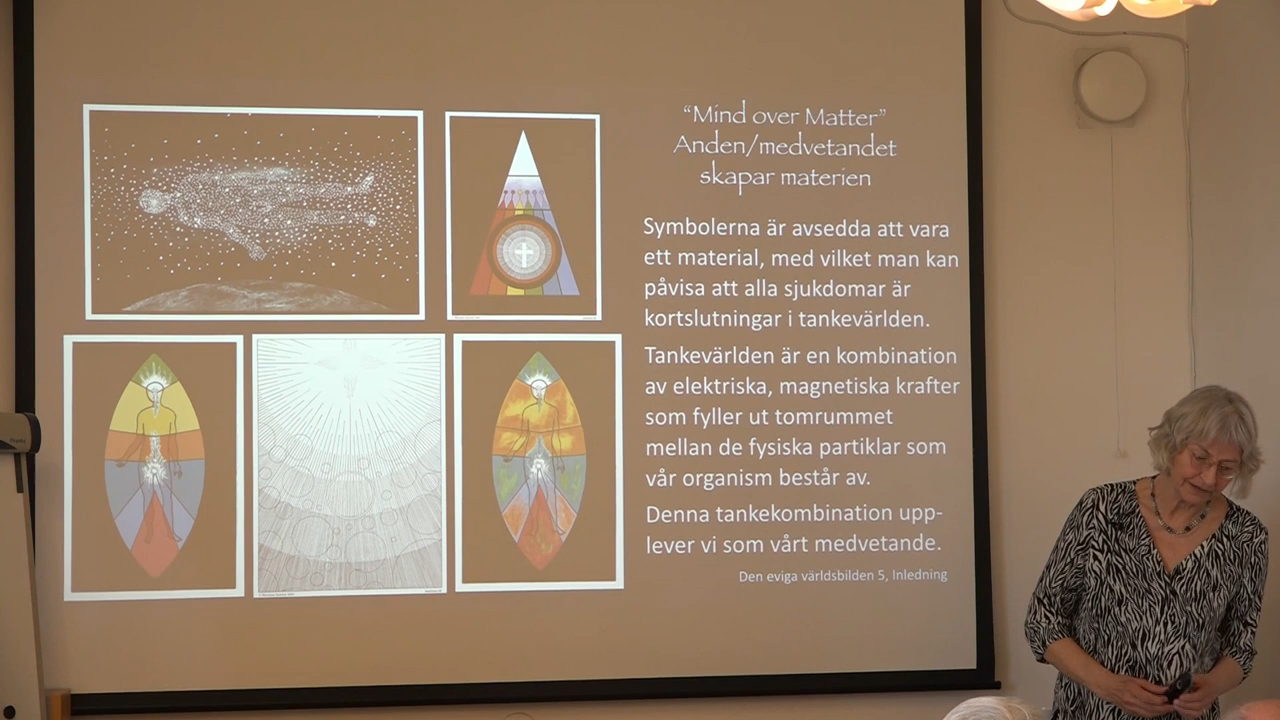 “Mind over Matter”
Anden/medvetandet
skapar materien
Symbolerna är avsedda att vara
ett material, med vilket man kan
påvisa att alla sjukdomar är
kortslutningar i tankevärlden.
Tankevärlden är en kombination
av elektriska, magnetiska krafter
som fyller ut tomrummet
mellan de fysiska partiklar som
vår organism består av.
Denna tankekombination upp-
lever vi som vårt medvetande.
Den eviga världsbilden 5, Inledning